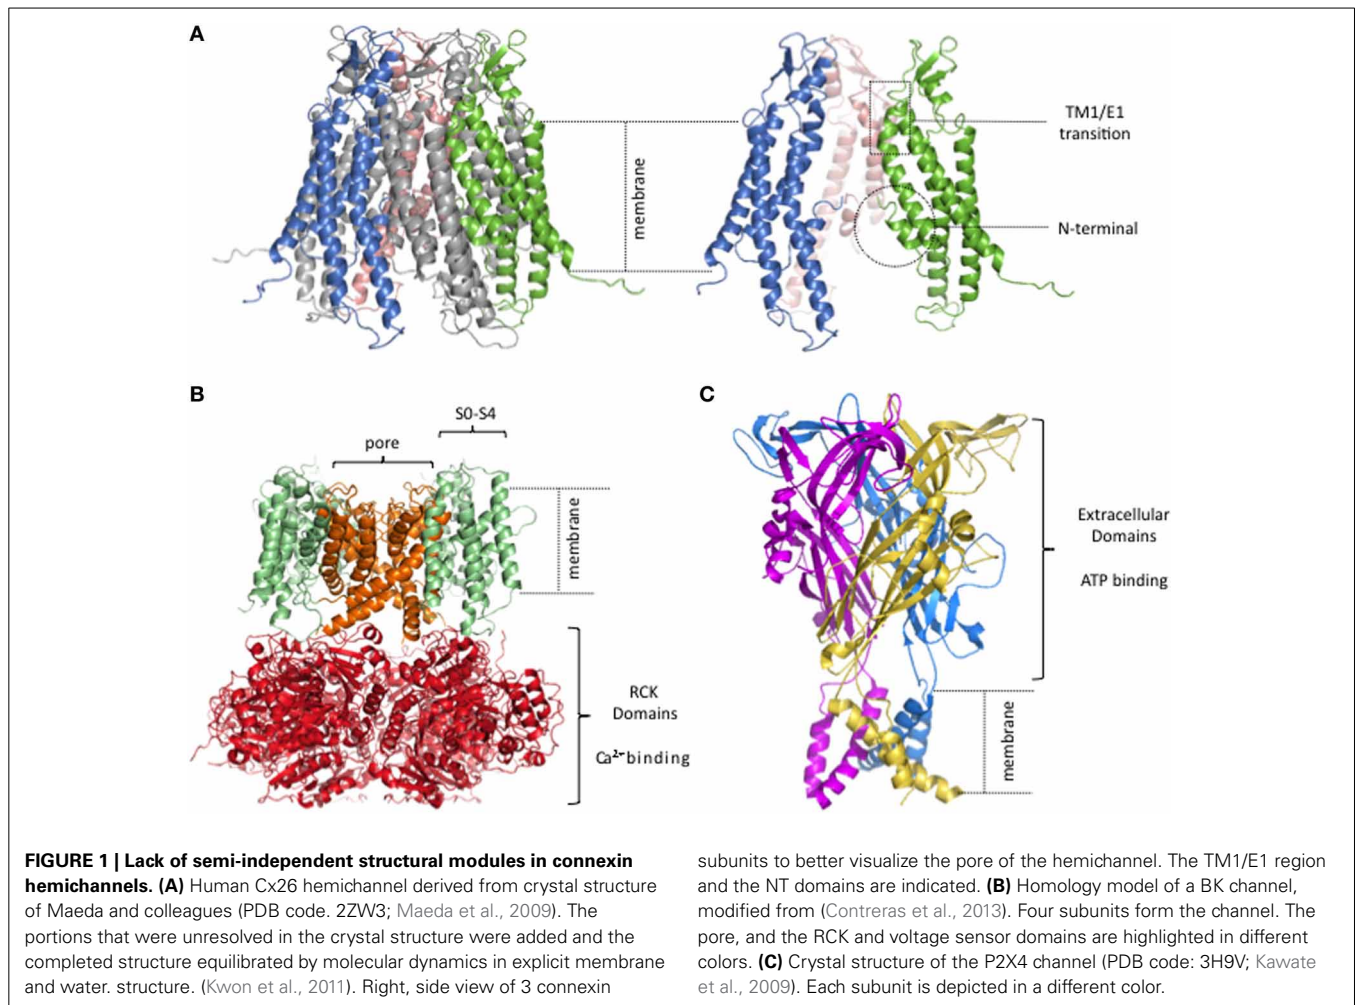 A
membrane
TM1/E1
transition
N-terminal
B
S0-S4
pore
membrane
RCK
Domains
Ca²⁺binding
C
Extracellular
Domains
ATP binding
membrane
FIGURE 1 | Lack of semi-independent structural modules in connexin
hemichannels. (A) Human Cx26 hemichannel derived from crystal structure
of Maeda and colleagues (PDB code. 2ZW3; Maeda et al., 2009). The
portions that were unresolved in the crystal structure were added and the
completed structure equilibrated by molecular dynamics in explicit membrane
and water. structure. (Kwon et al., 2011). Right, side view of 3 connexin
subunits to better visualize the pore of the hemichannel. The TM1/E1 region
and the NT domains are indicated. (B) Homology model of a BK channel,
modified from (Contreras et al., 2013). Four subunits form the channel. The
pore, and the RCK and voltage sensor domains are highlighted in different
colors. (C) Crystal structure of the P2X4 channel (PDB code: 3H9V; Kawate
et al., 2009). Each subunit is depicted in a different color.